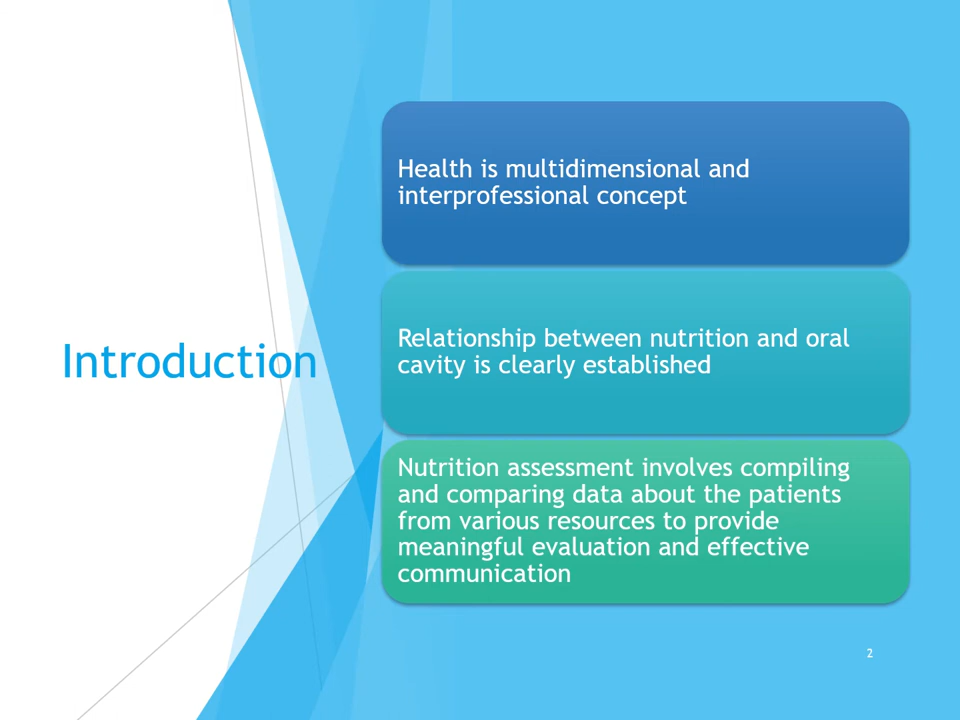 Introduction
Health is multidimensional and
interprofessional concept
Relationship between nutrition and oral
cavity is clearly established
Nutrition assessment involves compiling
and comparing data about the patients
from various resources to provide
meaningful evaluation and effective
communication
2